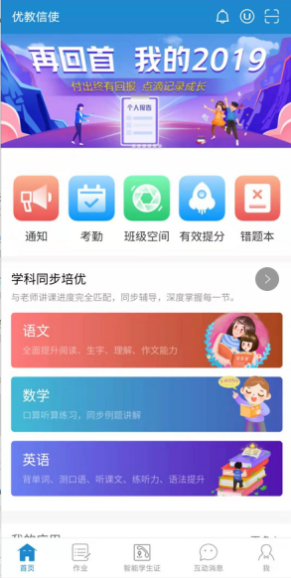 优教信使
再回首 我的2019
付出终有回报 点滴记录成长
个人报告
通知 考勤 班级空间 有效提分 错题本
学科同步培优
与老师讲课进度完全匹配，同步辅导，深度掌握每一节。
语文
全面提升阅读、生字、理解、作文能力
数学
口算听算练习，同步例题讲解
英语
背单词、测口语、听课文、练听力、语法提升
首页 作业 智能学生证 互动信息 我